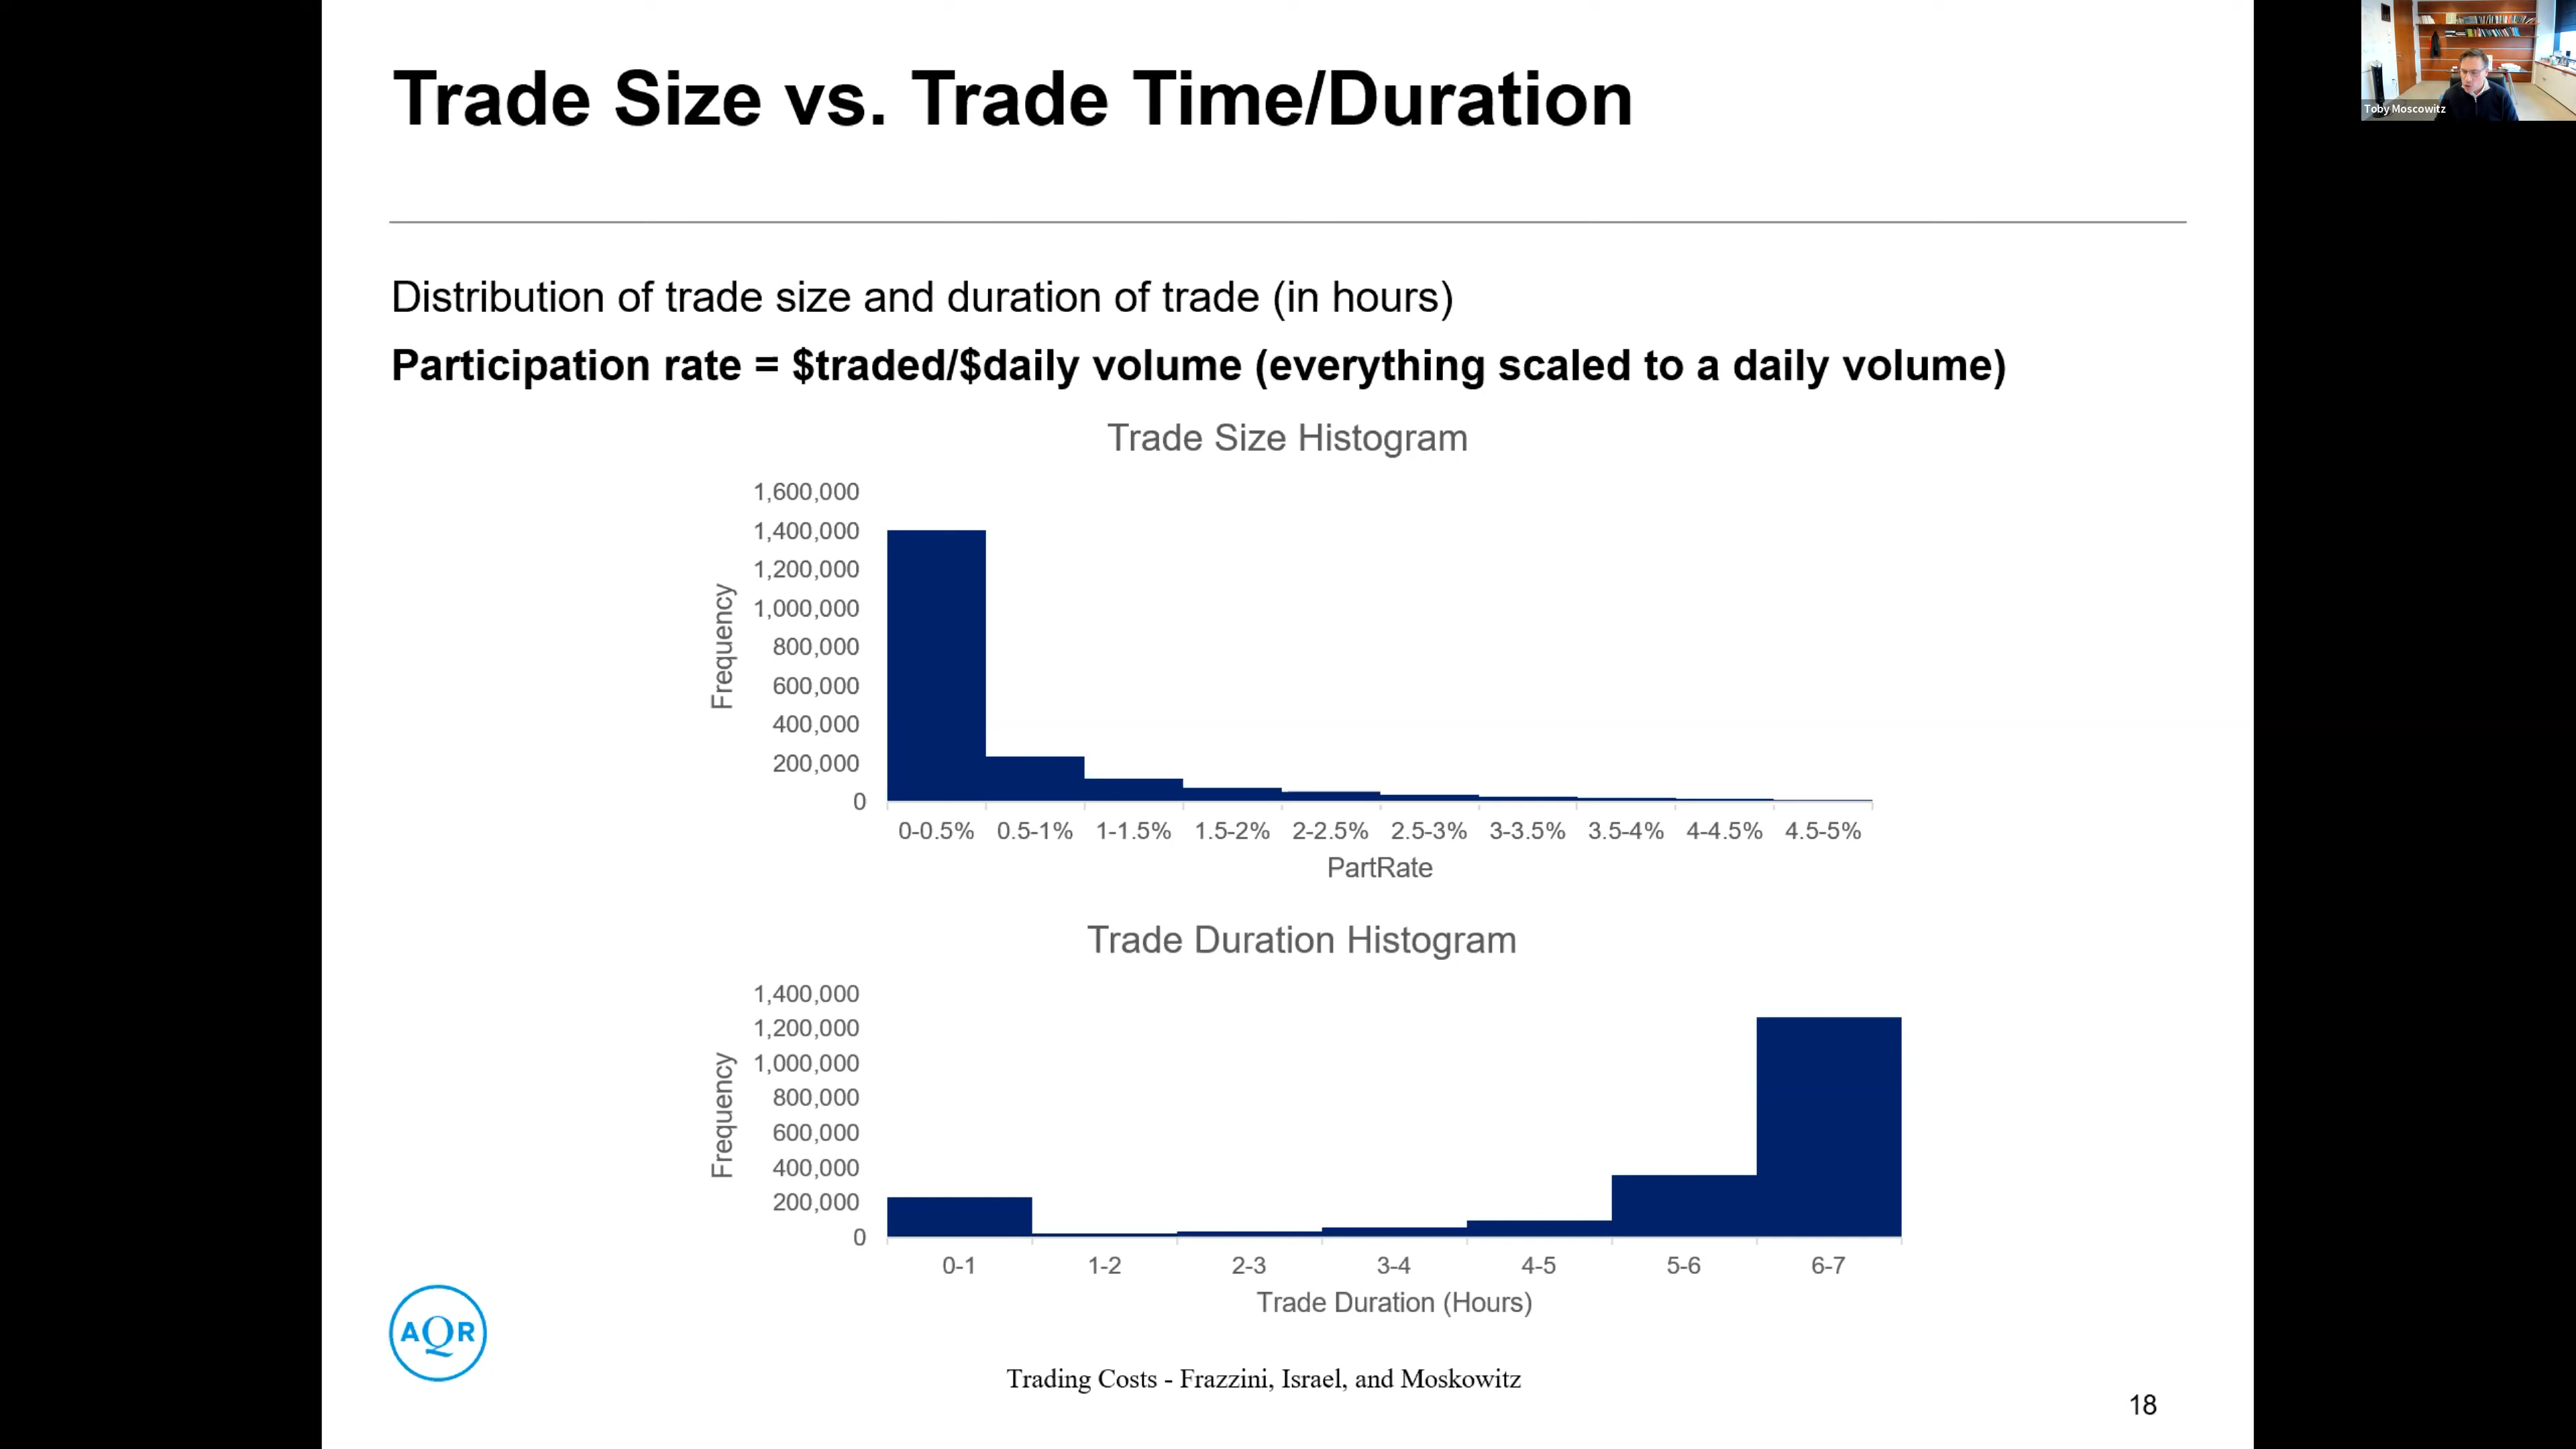 Trade Size vs. Trade Time/Duration
Toby Moscowitz
Distribution of trade size and duration of trade (in hours)
Participation rate = $traded/$daily volume (everything scaled to a daily volume)
Trade Size Histogram
Frequency
1,600,000
1,400,000
1,200,000
1,000,000
800,000
600,000
400,000
200,000
0
0-0.5% 0.5-1% 1-1.5% 1.5-2% 2-2.5% 2.5-3% 3-3.5% 3.5-4% 4-4.5% 4.5-5%
PartRate
Trade Duration Histogram
Frequency
1,400,000
1,200,000
1,000,000
800,000
600,000
400,000
200,000
0
0-1 1-2 2-3 3-4 4-5 5-6 6-7
Trade Duration (Hours)
AQR
Trading Costs - Frazzini, Israel, and Moskowitz
18